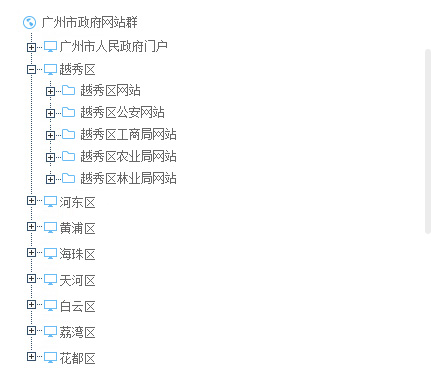 广州市政府网站群
广州市人民政府门户
越秀区
越秀区网站
越秀区公安网站
越秀区工商局网站
越秀区农业局网站
越秀区林业局网站
河东区
黄浦区
海珠区
天河区
白云区
荔湾区
花都区